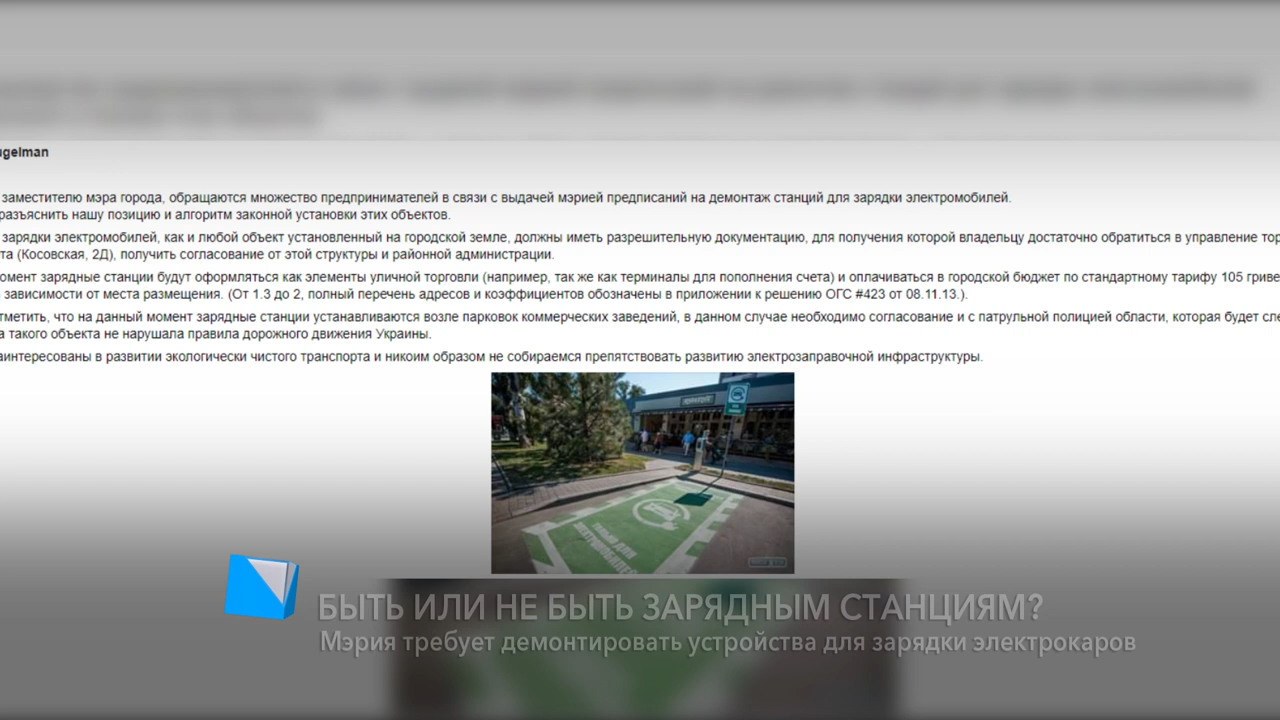 ugelman
заместителю мэра города, обращаются множество предпринимателей в связи с выдачей мэрией предписаний на демонтаж станций для зарядки электромобилей.
разъяснить нашу позицию и алгоритм законной установки этих объектов.
зарядки электромобилей, как и любой объект установленный на городской земле, должны иметь разрешительную документацию, для получения которой владельцу достаточно обратиться в управление тор
та (Косовская, 2Д), получить согласование от этой структуры и районной администрации.
омент зарядные станции будут оформляться как элементы уличной торговли (например, так же как терминалы для пополнения счета) и оплачиваться в городской бюджет по стандартному тарифу 105 гриве
зависимости от места размещения. (От 1.3 до 2, полный перечень адресов и коэффициентов обозначены в приложении к решению ОГС #423 от 08.11.13.).
тметить, что на данный момент зарядные станции устанавливаются возле парковок коммерческих заведений, в данном случае необходимо согласование и с патрульной полицией области, которая будет сле
а такого объекта не нарушала правила дорожного движения Украины.
аинтересованы в развитии экологически чистого транспорта и никоим образом не собираемся препятствовать развитию электрозаправочной инфраструктуры.
ТОЛЬКО ДЛЯ
ЭЛЕКТРОМОБИЛЕЙ
БЫТЬ ИЛИ НЕ БЫТЬ ЗАРЯДНЫМ СТАНЦИЯМ?
Мэрия требует демонтировать устройства для зарядки электрокаров